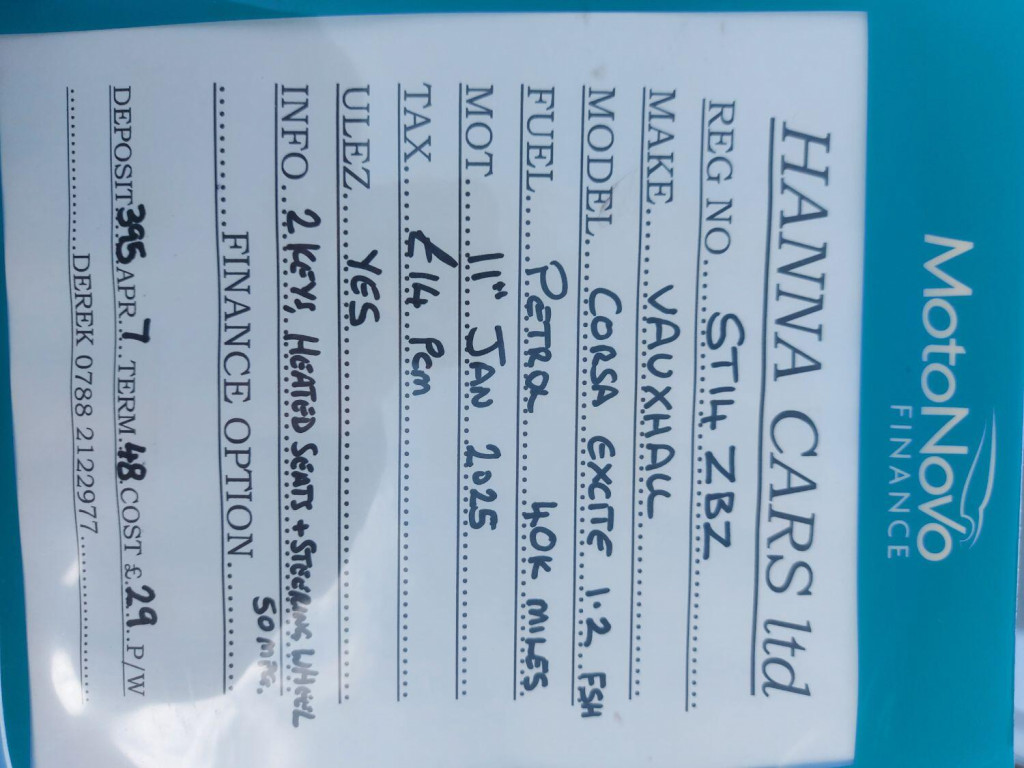 MotoNovo
FINANCE
HANNA CARS ltd
REG NO.....ST14 ZBZ
MAKE.....VAUXHALL
MODEL....CORSA EXCITE 1.2 FSH
FUEL.....PETROL 40K MILES
MOT.....11TH JAN 2025
TAX.....£14 PCM
ULEZ....YES
INFO..2 KEYS, HEATED SEATS + STEERING WHEEL
50 MPG.
........FINANCE OPTION........
DEPOSIT 395 APR.7.. TERM.48.COST £.29..P/W
............DEREK 0788 2122977............